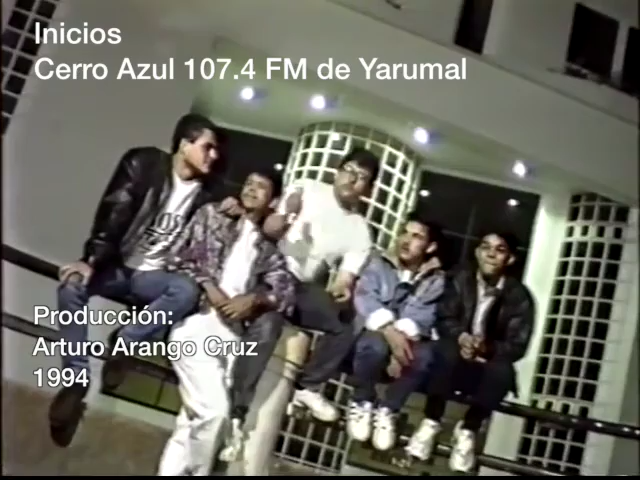 Inicios
Cerro Azul 107.4 FM de Yarumal
Producción:
Arturo Arango Cruz
1994